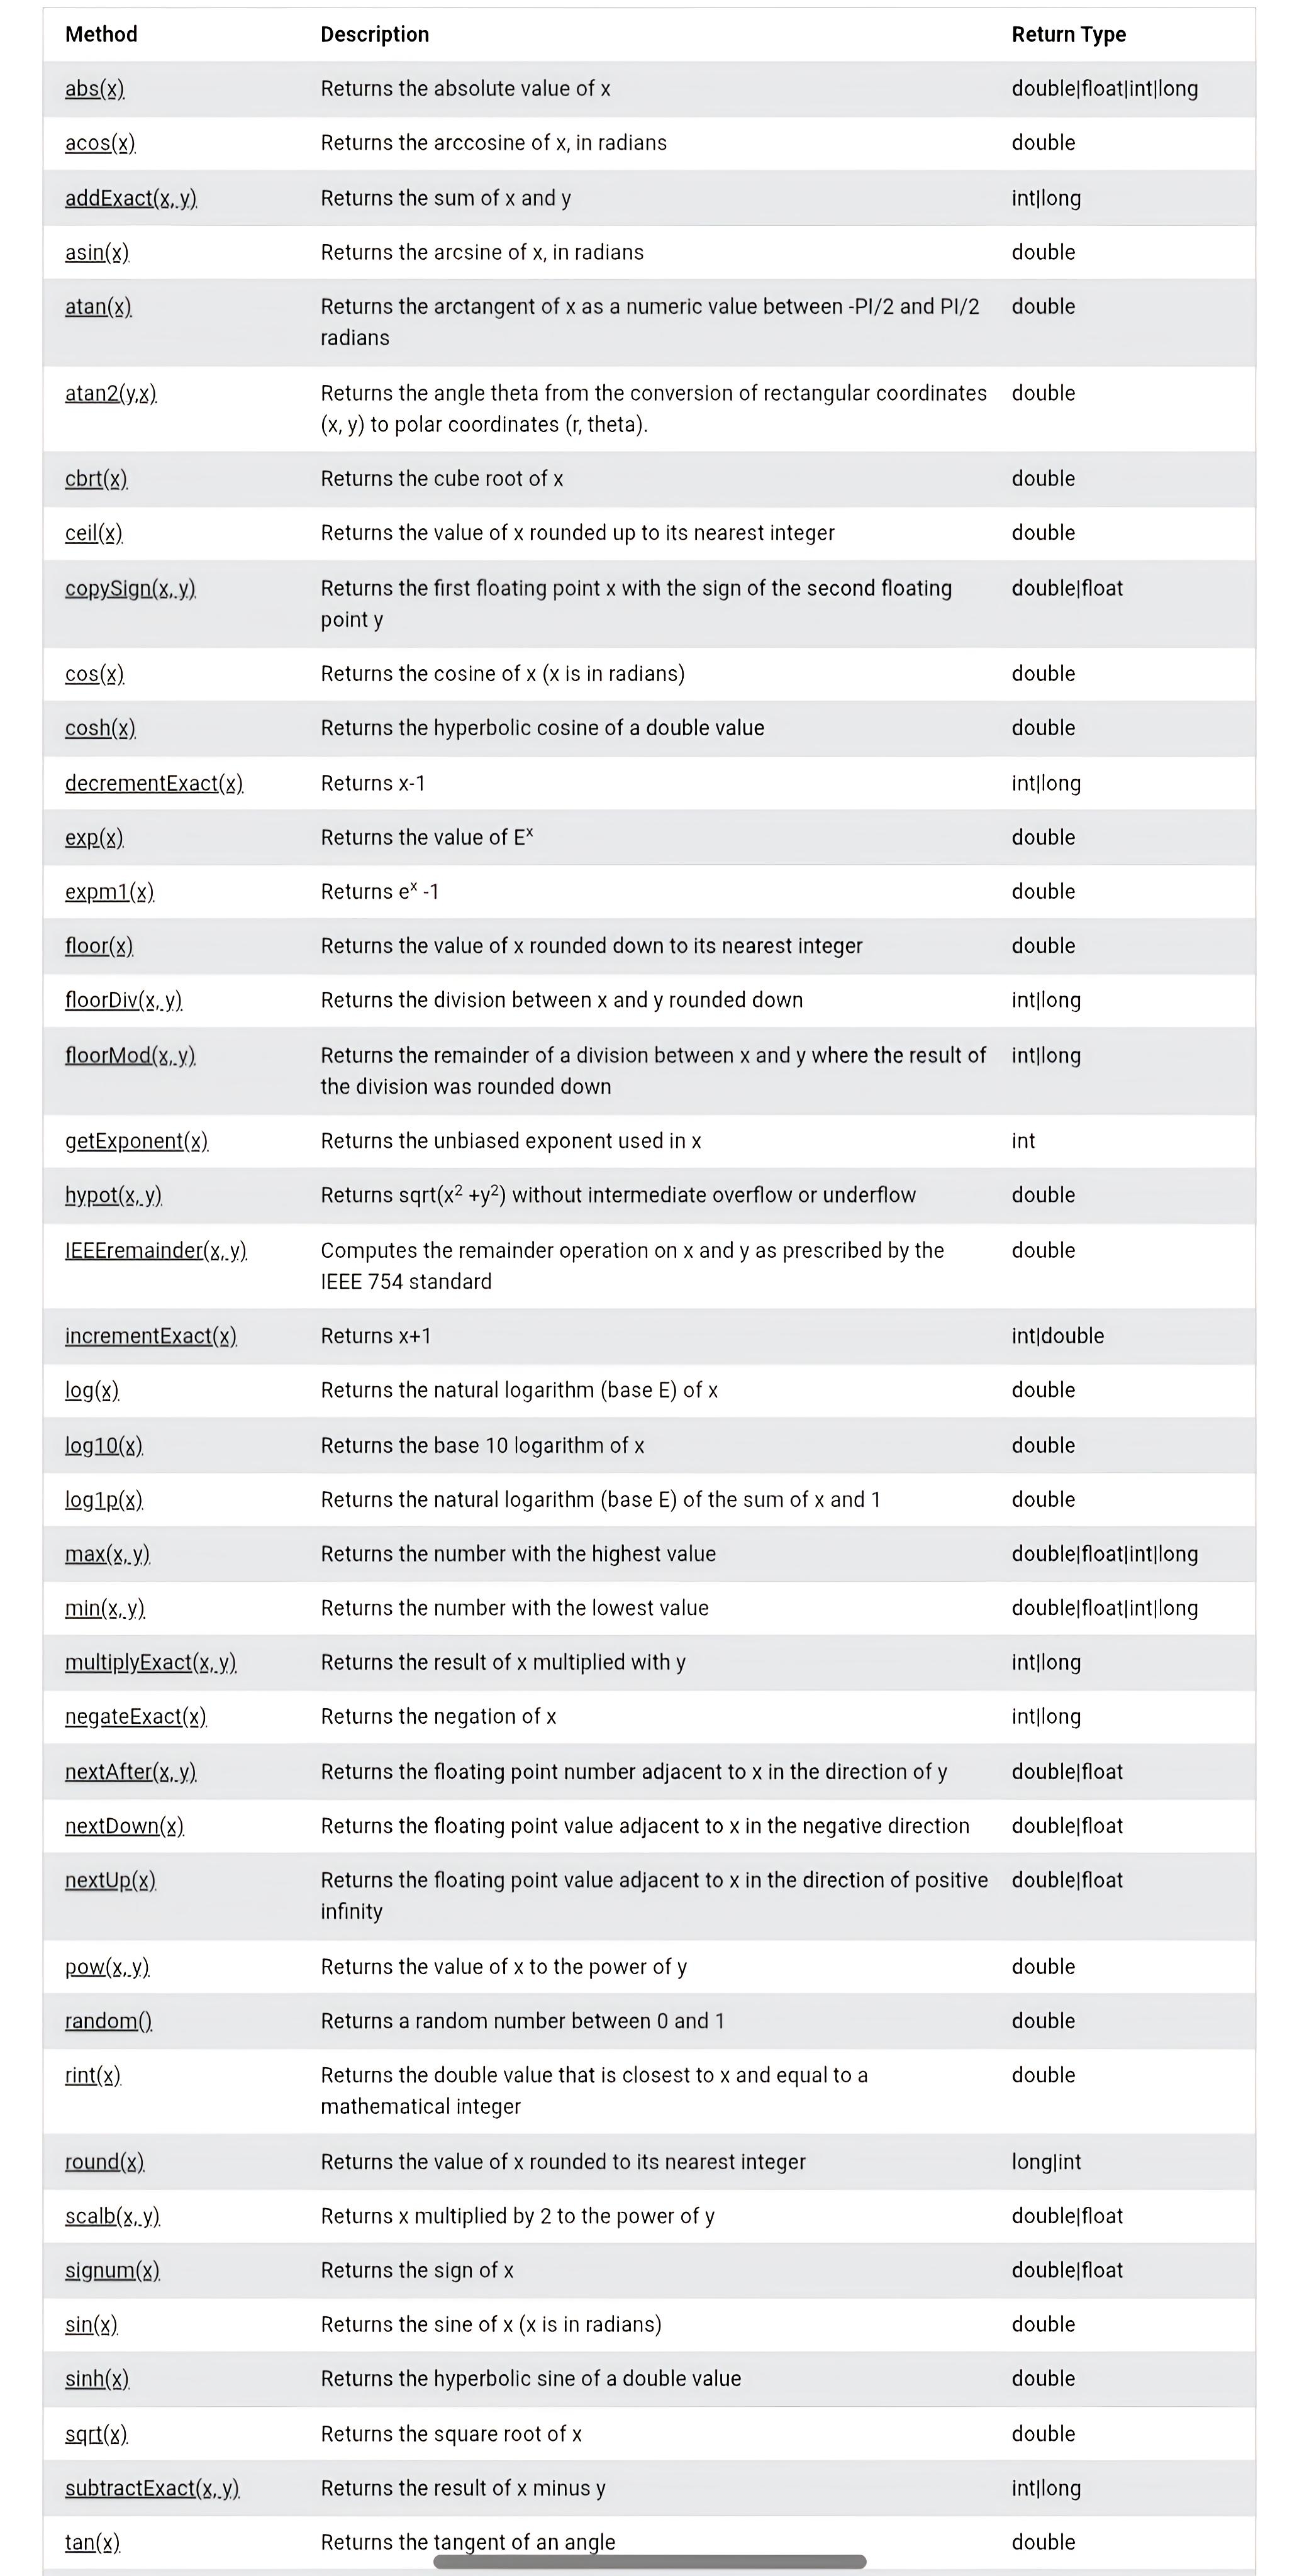 Method Description Return Type
abs(x) Returns the absolute value of x double|float|int|long
acos(x) Returns the arccosine of x, in radians double
addExact(x, y) Returns the sum of x and y int|long
asin(x) Returns the arcsine of x, in radians double
atan(x) Returns the arctangent of x as a numeric value between -PI/2 and PI/2 double
radians
atan2(y,x) Returns the angle theta from the conversion of rectangular coordinates double
(x, y) to polar coordinates (r, theta).
cbrt(x) Returns the cube root of x double
ceil(x) Returns the value of x rounded up to its nearest integer double
copySign(x, y) Returns the first floating point x with the sign of the second floating double|float
point y
cos(x) Returns the cosine of x (x is in radians) double
cosh(x) Returns the hyperbolic cosine of a double value double
decrementExact(x) Returns x-1 int|long
exp(x) Returns the value of Eˣ double
expm1(x) Returns eˣ -1 double
floor(x) Returns the value of x rounded down to its nearest integer double
floorDiv(x, y) Returns the division between x and y rounded down int|long
floorMod(x, y) Returns the remainder of a division between x and y where the result of int|long
the division was rounded down
getExponent(x) Returns the unbiased exponent used in x int
hypot(x, y) Returns sqrt(x² +y²) without intermediate overflow or underflow double
IEEEremainder(x, y) Computes the remainder operation on x and y as prescribed by the double
IEEE 754 standard
incrementExact(x) Returns x+1 int|double
log(x) Returns the natural logarithm (base E) of x double
log10(x) Returns the base 10 logarithm of x double
log1p(x) Returns the natural logarithm (base E) of the sum of x and 1 double
max(x, y) Returns the number with the highest value double|float|int|long
min(x, y) Returns the number with the lowest value double|float|int|long
multiplyExact(x, y) Returns the result of x multiplied with y int|long
negateExact(x) Returns the negation of x int|long
nextAfter(x, y) Returns the floating point number adjacent to x in the direction of y double|float
nextDown(x) Returns the floating point value adjacent to x in the negative direction double|float
nextUp(x) Returns the floating point value adjacent to x in the direction of positive double|float
infinity
pow(x, y) Returns the value of x to the power of y double
random() Returns a random number between 0 and 1 double
rint(x) Returns the double value that is closest to x and equal to a double
mathematical integer
round(x) Returns the value of x rounded to its nearest integer long|int
scalb(x, y) Returns x multiplied by 2 to the power of y double|float
signum(x) Returns the sign of x double|float
sin(x) Returns the sine of x (x is in radians) double
sinh(x) Returns the hyperbolic sine of a double value double
sqrt(x) Returns the square root of x double
subtractExact(x, y) Returns the result of x minus y int|long
tan(x) Returns the tangent of an angle double